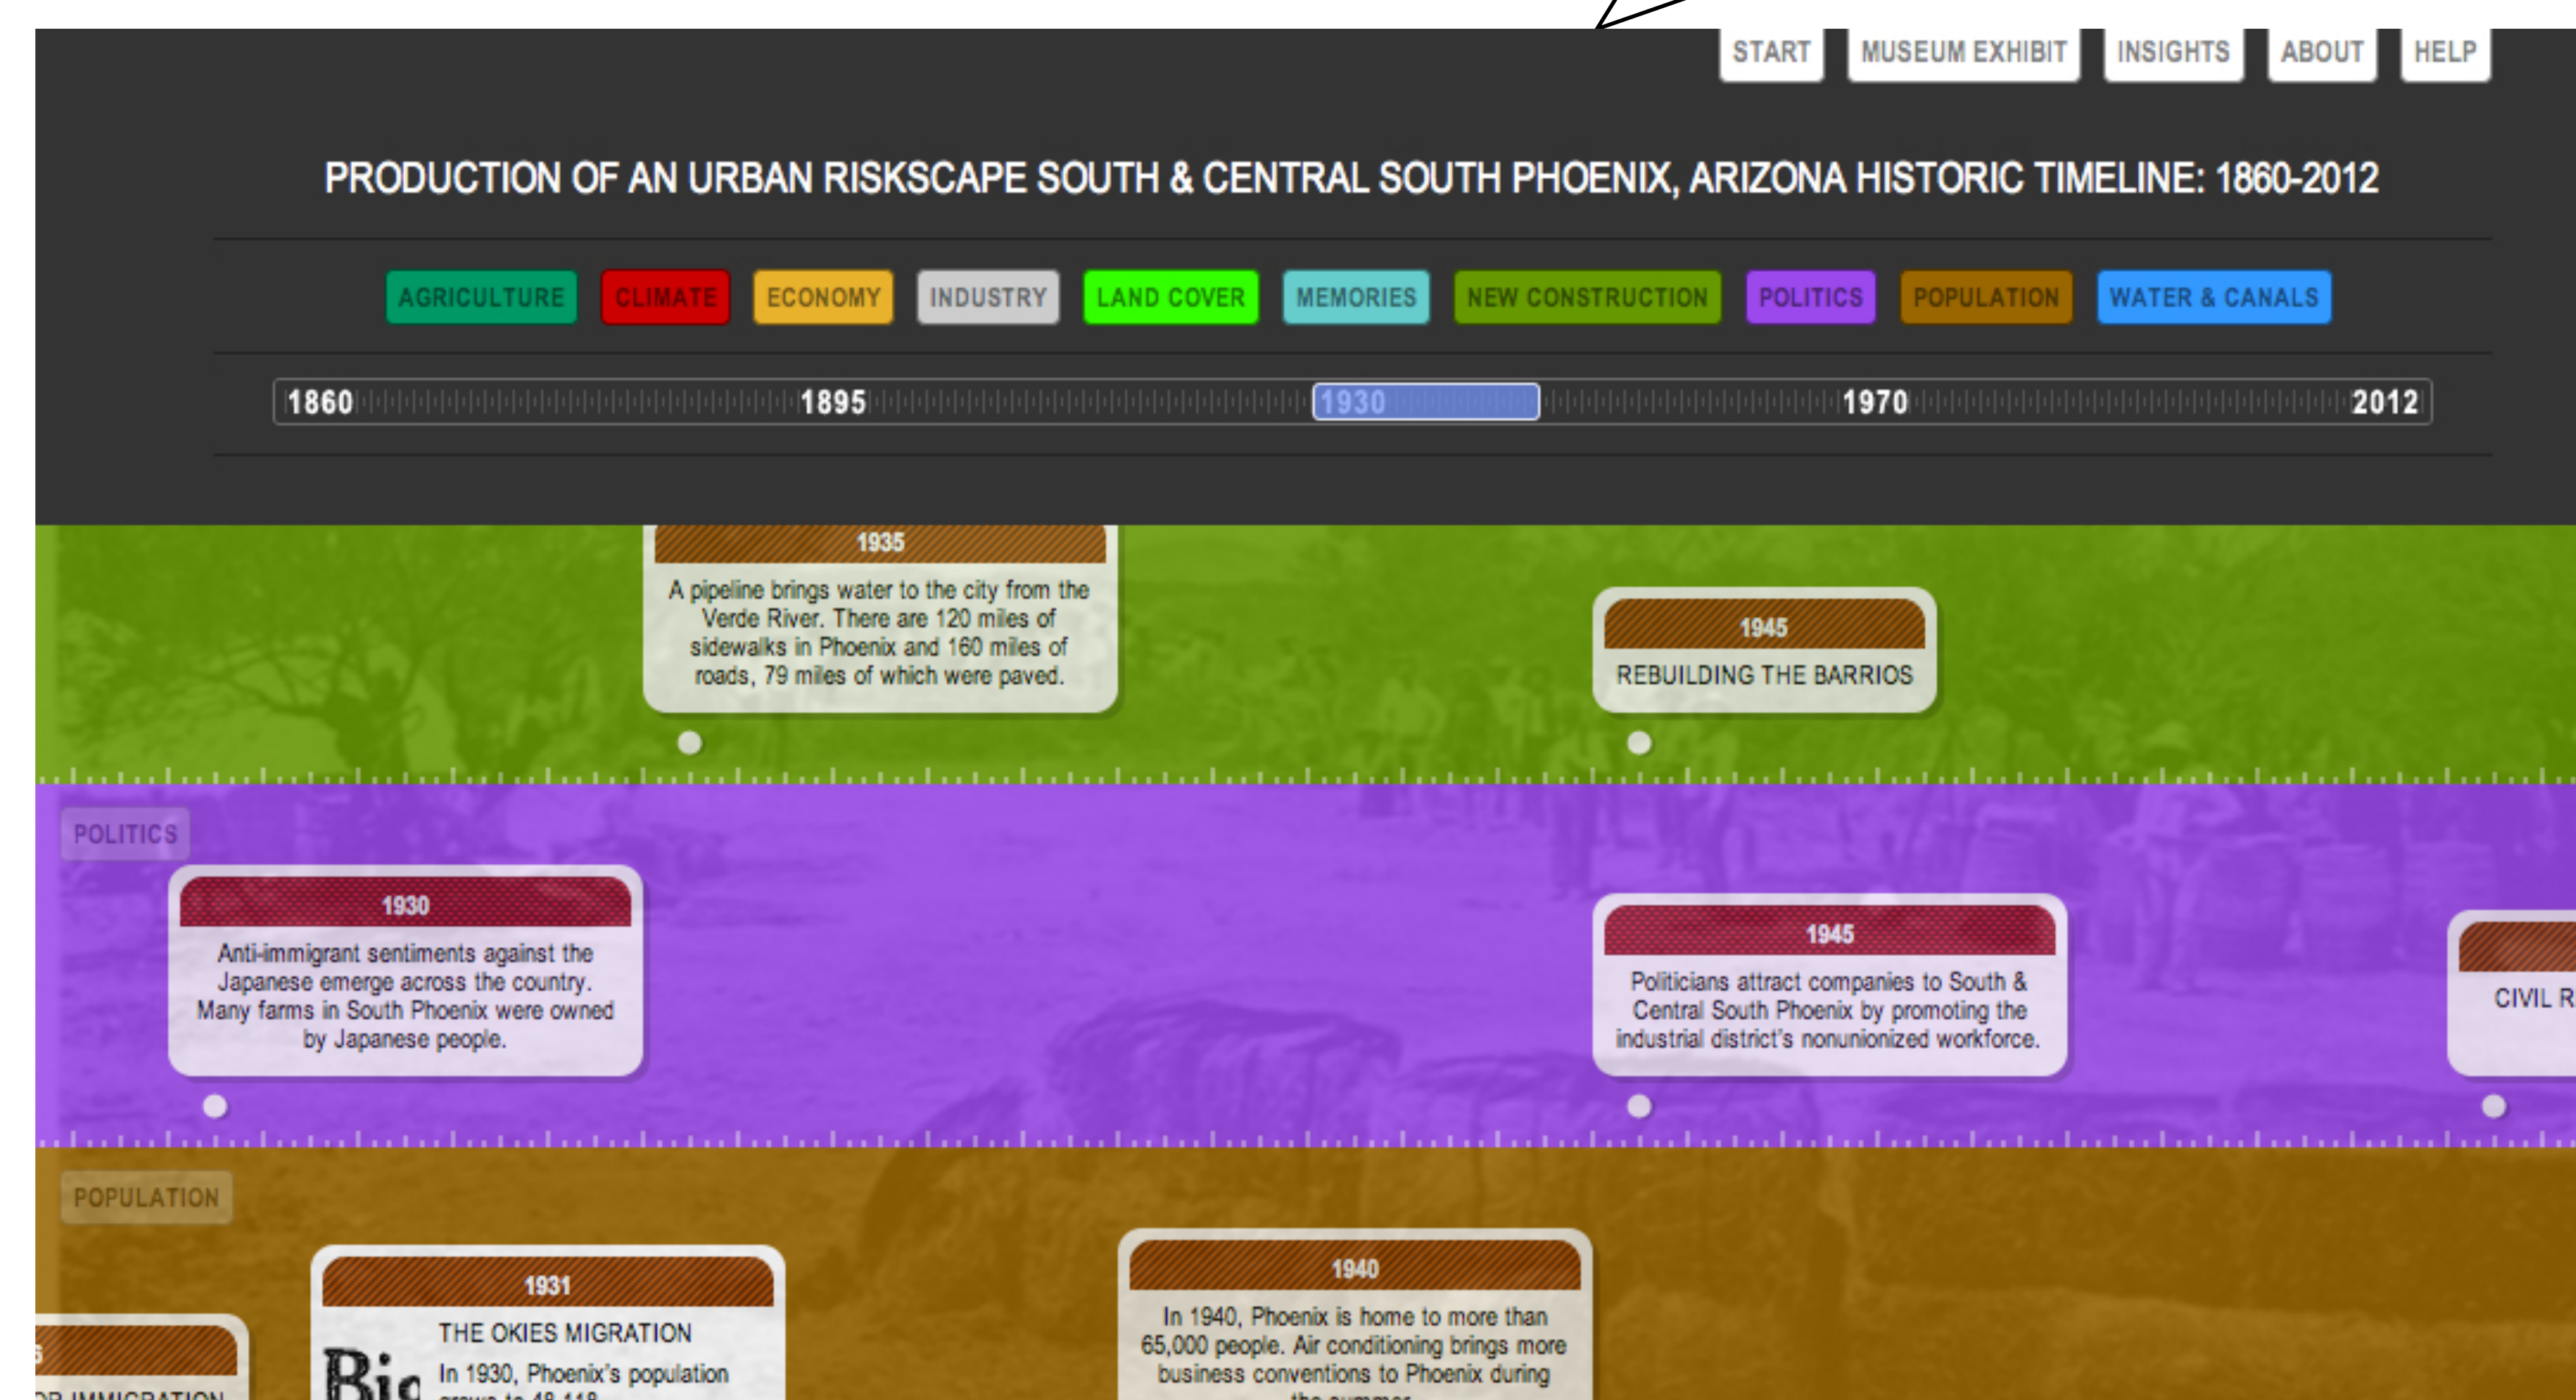 START
MUSEUM EXHIBIT
INSIGHTS
ABOUT
HELP
PRODUCTION OF AN URBAN RISKSCAPE SOUTH & CENTRAL SOUTH PHOENIX, ARIZONA HISTORIC TIMELINE: 1860-2012
AGRICULTURE
CLIMATE
ECONOMY
INDUSTRY
LAND COVER
MEMORIES
NEW CONSTRUCTION
POLITICS
POPULATION
WATER & CANALS
1860
1895
1930
1970
2012
1935
A pipeline brings water to the city from the
Verde River. There are 120 miles of
sidewalks in Phoenix and 160 miles of
roads, 79 miles of which were paved.
1945
REBUILDING THE BARRIOS
POLITICS
1930
Anti-immigrant sentiments against the
Japanese emerge across the country.
Many farms in South Phoenix were owned
by Japanese people.
1945
Politicians attract companies to South &
Central South Phoenix by promoting the
industrial district's nonunionized workforce.
CIVIL R
POPULATION
IMMIGRATION
1931
THE OKIES MIGRATION
In 1930, Phoenix's population
grows to 48,118
1940
In 1940, Phoenix is home to more than
65,000 people. Air conditioning brings more
business conventions to Phoenix during
the summer.